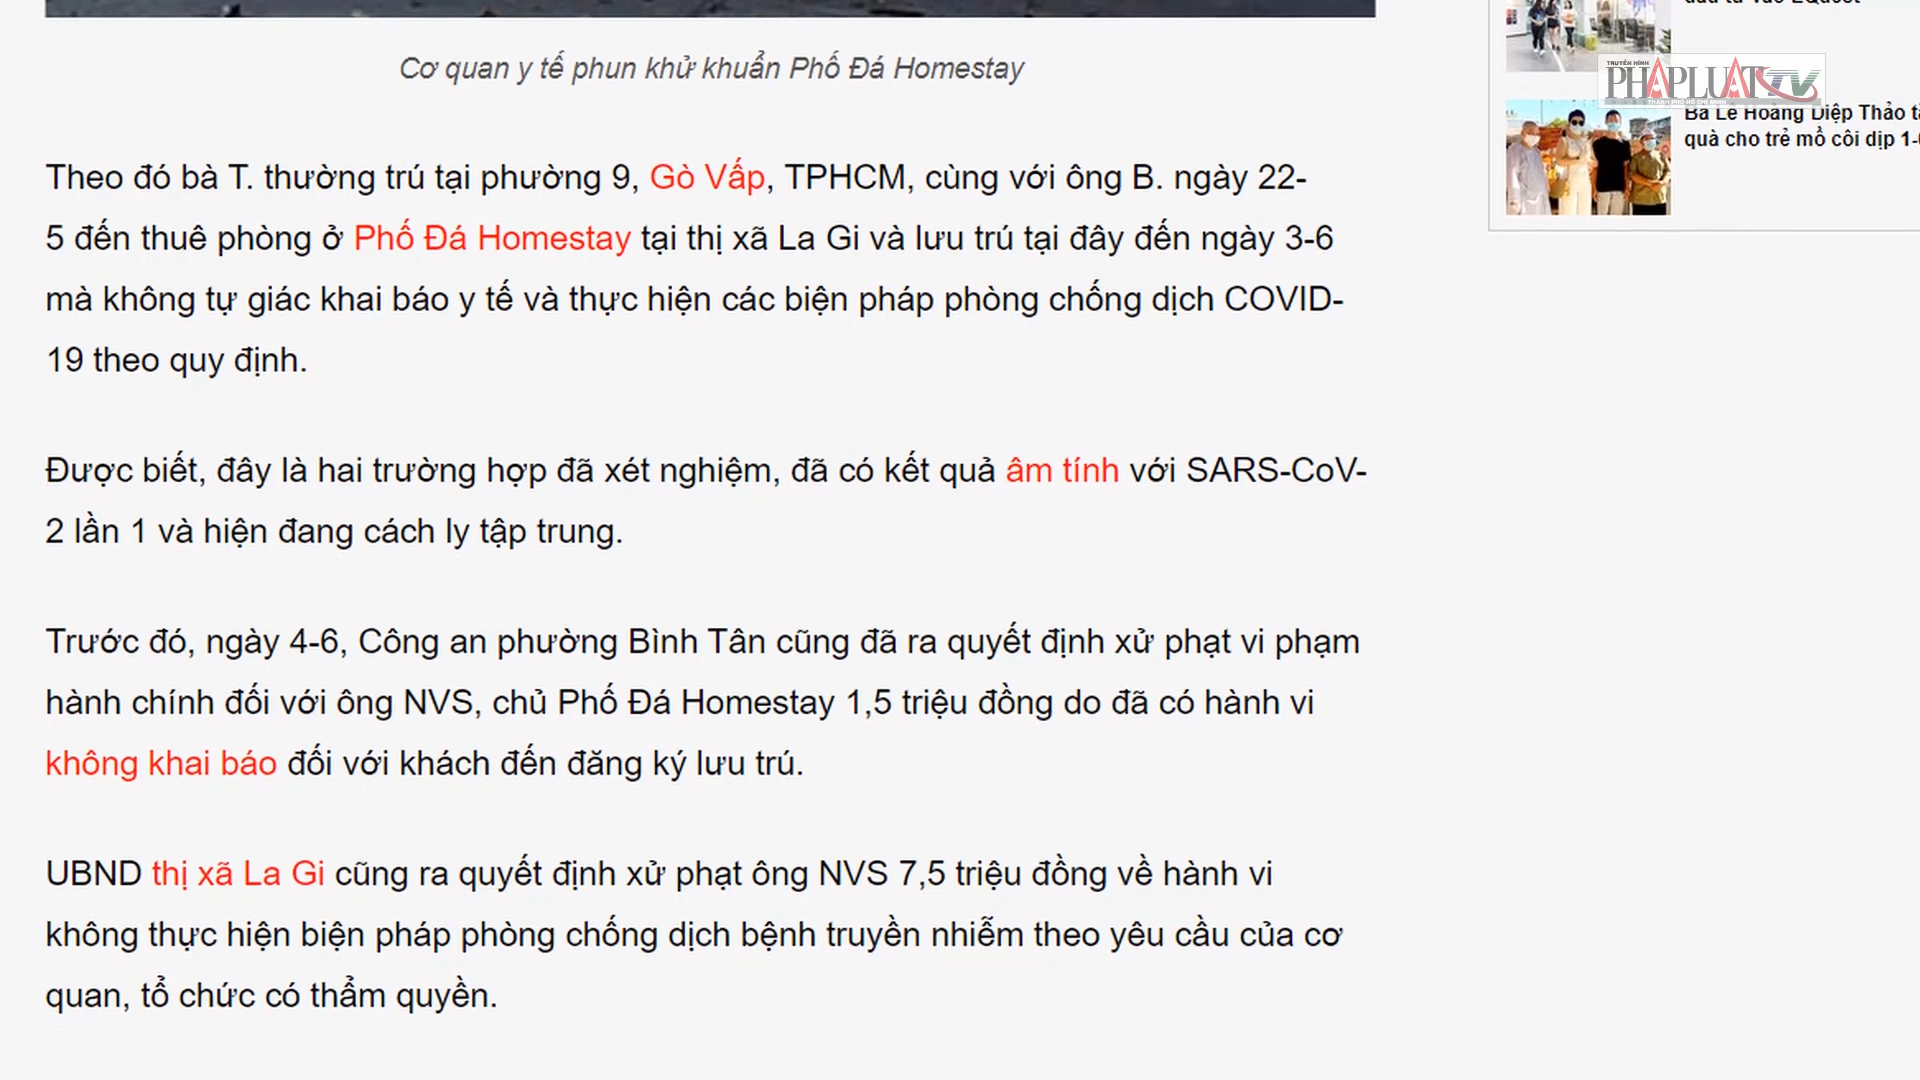 Cơ quan y tế phun khử khuẩn Phố Đá Homestay
Theo đó bà T. thường trú tại phường 9, Gò Vấp, TPHCM, cùng với ông B. ngày 22-
5 đến thuê phòng ở Phố Đá Homestay tại thị xã La Gi và lưu trú tại đây đến ngày 3-6
mà không tự giác khai báo y tế và thực hiện các biện pháp phòng chống dịch COVID-
19 theo quy định.
Được biết, đây là hai trường hợp đã xét nghiệm, đã có kết quả âm tính với SARS-CoV-
2 lần 1 và hiện đang cách ly tập trung.
Trước đó, ngày 4-6, Công an phường Bình Tân cũng đã ra quyết định xử phạt vi phạm
hành chính đối với ông NVS, chủ Phố Đá Homestay 1,5 triệu đồng do đã có hành vi
không khai báo đối với khách đến đăng ký lưu trú.
UBND thị xã La Gi cũng ra quyết định xử phạt ông NVS 7,5 triệu đồng về hành vi
không thực hiện biện pháp phòng chống dịch bệnh truyền nhiễm theo yêu cầu của cơ
quan, tổ chức có thẩm quyền.
TRUYỀN HÌNH
PHÁPLUẬTTV
THÀNH PHỐ HỒ CHÍ MINH
Bà Lê Hoàng Diệp Thảo
quà cho trẻ mồ côi dịp